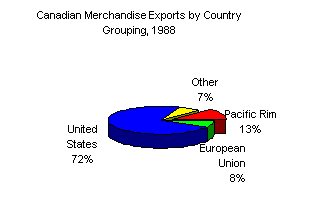 Canadian Merchandise Exports by Country
Grouping, 1988
Other
7%
Pacific Rim
13%
United
States
72%
European
Union
8%